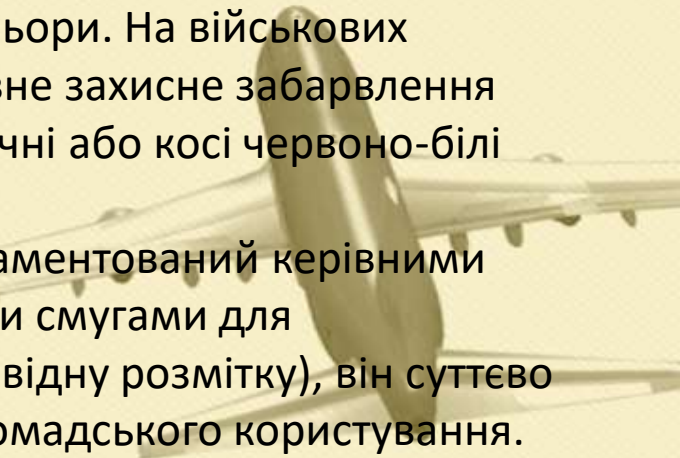 ьори. На військових
вне захисне забарвлення
чні або косі червоно-білі
аментований керівними
и смугами для
відну розмітку), він суттєво
омадського користування.